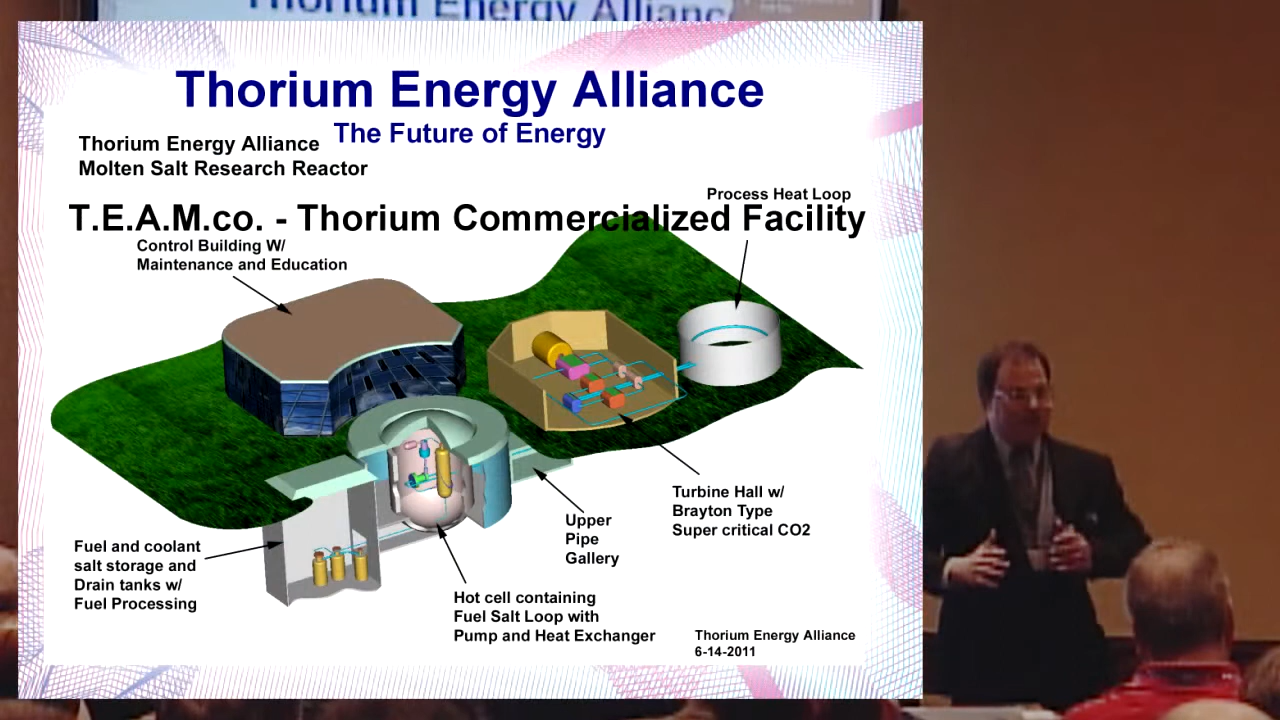 Thorium Energy Alliance
Thorium Energy Alliance
The Future of Energy
Thorium Energy Alliance
Molten Salt Research Reactor
Process Heat Loop
T.E.A.M.co. - Thorium Commercialized Facility
Control Building W/
Maintenance and Education
Turbine Hall w/
Brayton Type
Super critical CO2
Upper
Pipe
Gallery
Fuel and coolant
salt storage and
Drain tanks w/
Fuel Processing
Hot cell containing
Fuel Salt Loop with
Pump and Heat Exchanger
Thorium Energy Alliance
6-14-2011